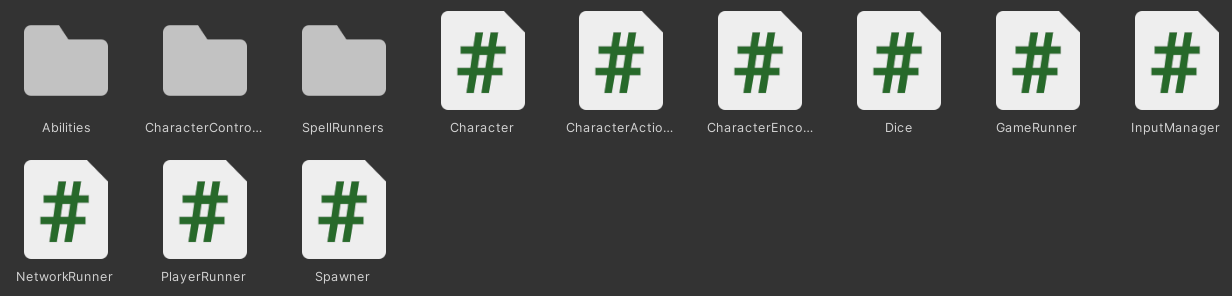 Abilities CharacterContro... SpellRunners Character CharacterActio... CharacterEnco... Dice GameRunner InputManager
NetworkRunner PlayerRunner Spawner